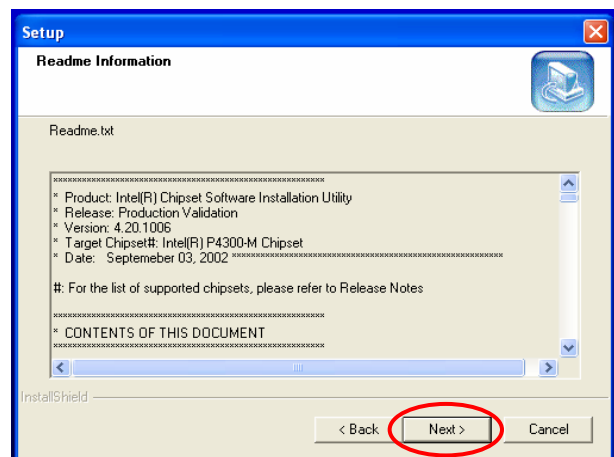 Setup
Readme Information
Readme.txt
*********************************************************
* Product: Intel(R) Chipset Software Installation Utility
* Release: Production Validation
* Version: 4.20.1006
* Target Chipset#: Intel(R) P4300-M Chipset
* Date: Septemeber 03, 2002 *********************************************************
#: For the list of supported chipsets, please refer to Release Notes
*********************************************************
* CONTENTS OF THIS DOCUMENT
*********************************************************
InstallShield
< Back
Next >
Cancel